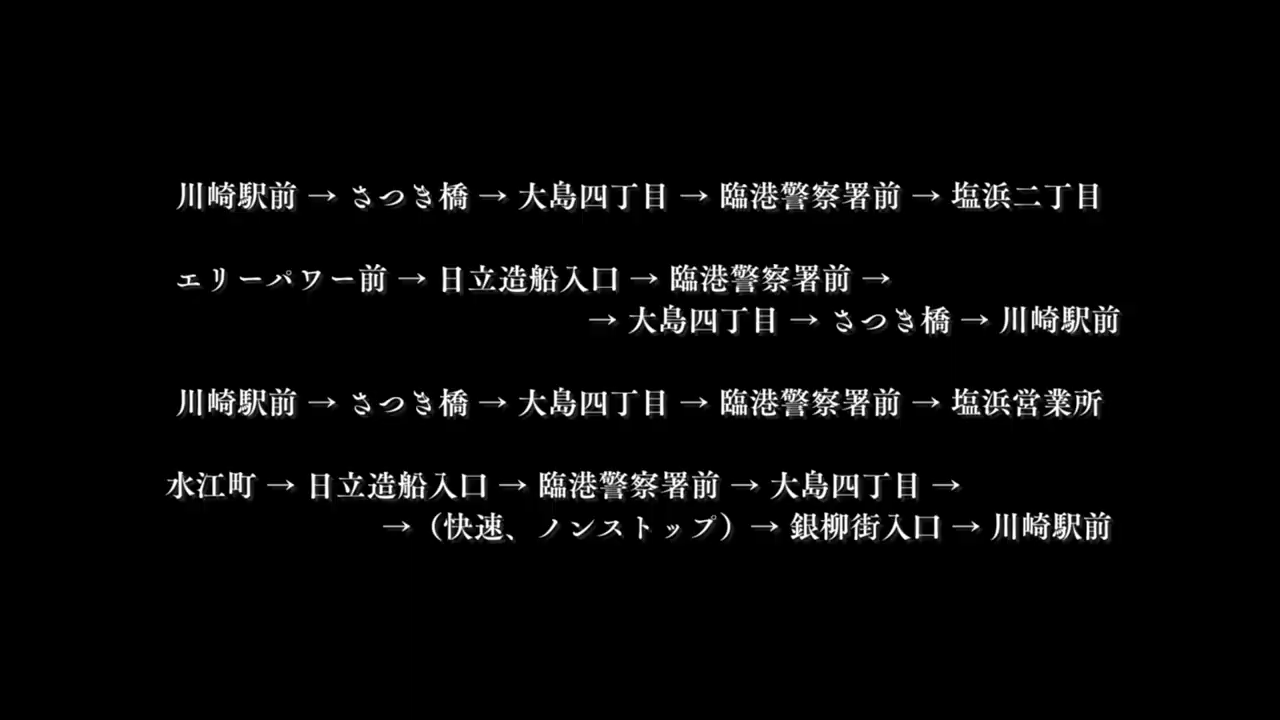 川崎駅前 → さつき橋 → 大島四丁目 → 臨港警察署前 → 塩浜二丁目
エリーパワー前 → 日立造船入口 → 臨港警察署前 →
→ 大島四丁目 → さつき橋 → 川崎駅前
川崎駅前 → さつき橋 → 大島四丁目 → 臨港警察署前 → 塩浜営業所
水江町 → 日立造船入口 → 臨港警察署前 → 大島四丁目 →
→（快速、ノンストップ）→ 銀柳街入口 → 川崎駅前